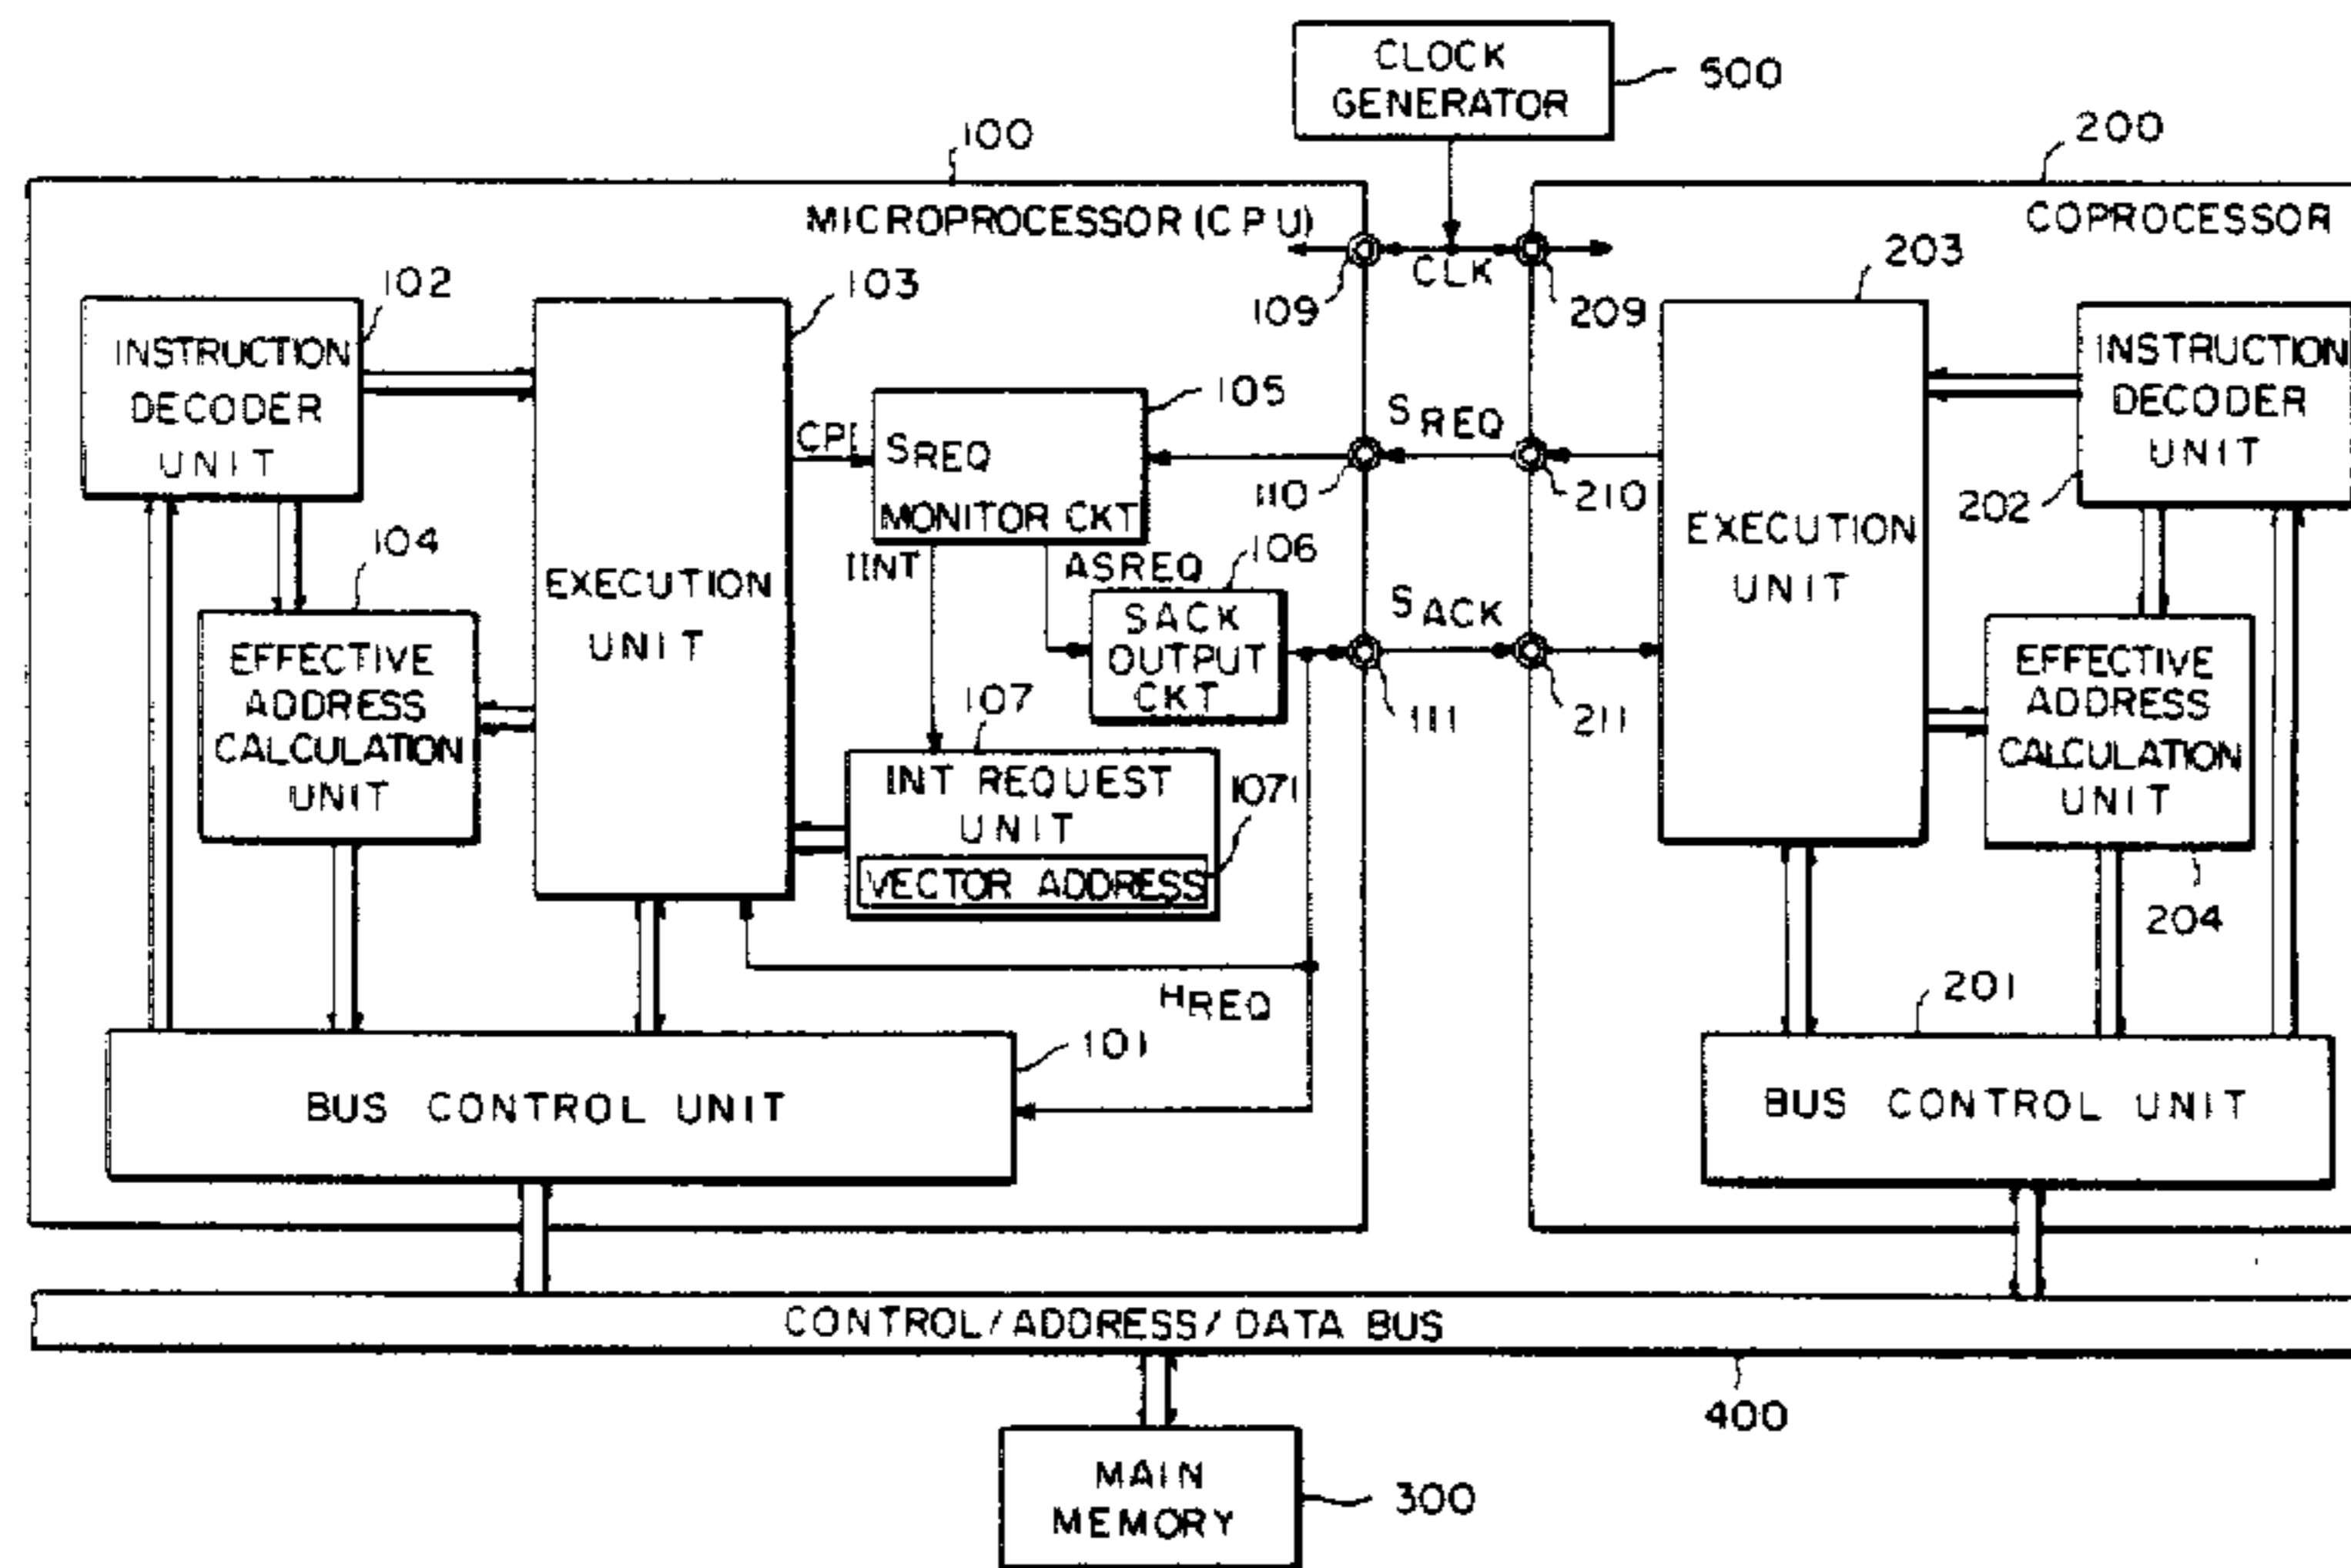 CLOCK
GENERATOR
500
100
200
MICROPROCESSOR (CPU)
COPROCESSOR
CLK
109
209
102
INSTRUCTION
DECODER
UNIT
103
EXECUTION
UNIT
CPI
105
SREQ
MONITOR CKT
SREQ
110
210
203
EXECUTION
UNIT
INSTRUCTION
DECODER
UNIT
202
104
EFFECTIVE
ADDRESS
CALCULATION
UNIT
IINT
ASREQ
106
SACK
OUTPUT
CKT
SACK
111
211
107
INT REQUEST
UNIT
1071
VECTOR ADDRESS
EFFECTIVE
ADDRESS
CALCULATION
UNIT
204
HREQ
101
BUS CONTROL UNIT
201
BUS CONTROL UNIT
CONTROL/ADDRESS/DATA BUS
400
MAIN
MEMORY
300